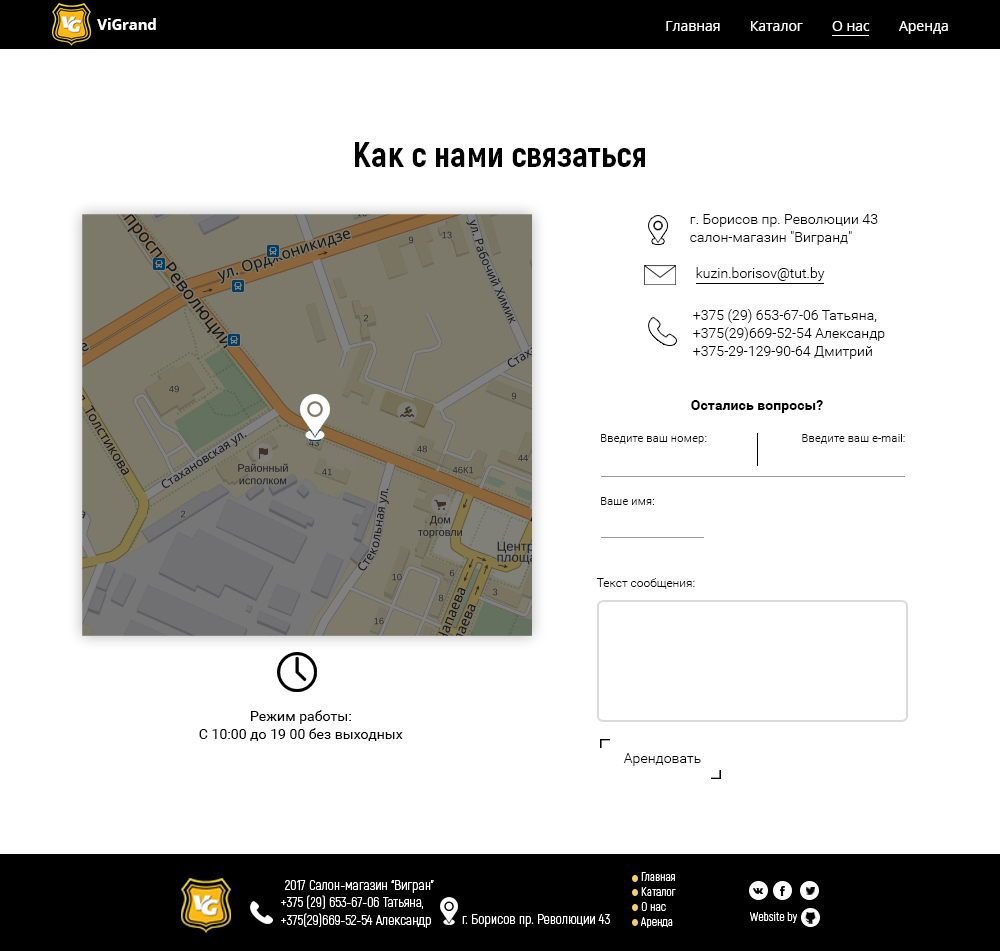 VG ViGrand
Главная Каталог О нас Аренда
Как с нами связаться
просп. Революции
ул. Орджоникидзе
ул. Рабочий Химик
9
13
2
Стах
49
9
Толстикова
Стахановская ул.
43
48
44
46К1
41
Районный
исполком
2
Дом
торговли
Стекольная ул.
Центр
площа
10
6
8
3
16
Чапаева
аева
Режим работы:
С 10:00 до 19 00 без выходных
г. Борисов пр. Революции 43
салон-магазин "Вигранд"
kuzin.borisov@tut.by
+375 (29) 653-67-06 Татьяна,
+375(29)669-52-54 Александр
+375-29-129-90-64 Дмитрий
Остались вопросы?
Введите ваш номер: Введите ваш e-mail:
Ваше имя:
Текст сообщения:
Арендовать
VG
2017 Салон-магазин "Вигран"
+375 (29) 653-67-06 Татьяна,
+375(29)669-52-54 Александр
г. Борисов пр. Революции 43
Главная
Каталог
О нас
Аренда
Website by